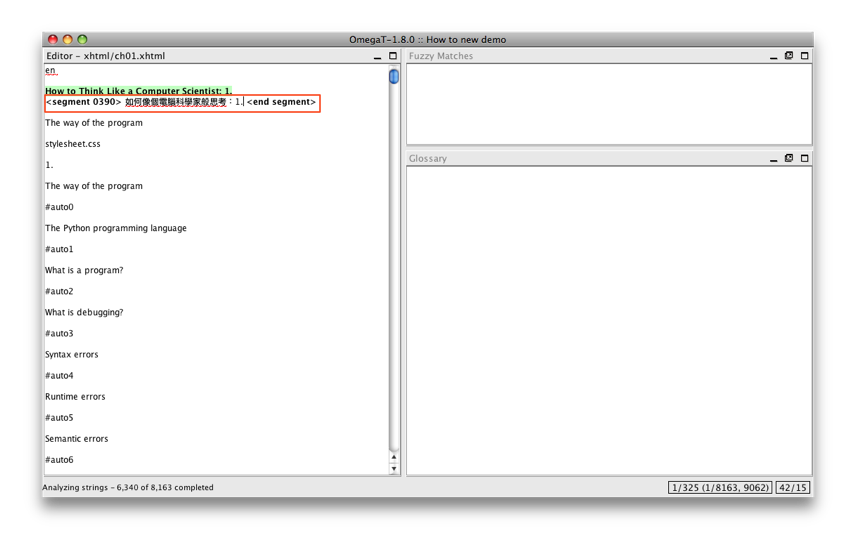 OmegaT-1.8.0 :: How to new demo
Editor - xhtml/ch01.xhtml
en
How to Think Like a Computer Scientist: 1.
<segment 0390> 如何像個電腦科學家般思考：1. <end segment>
The way of the program
stylesheet.css
1.
The way of the program
#auto0
The Python programming language
#auto1
What is a program?
#auto2
What is debugging?
#auto3
Syntax errors
#auto4
Runtime errors
#auto5
Semantic errors
#auto6
Fuzzy Matches
Glossary
Analyzing strings - 6,340 of 8,163 completed
1/325 (1/8163, 9062)
42/15